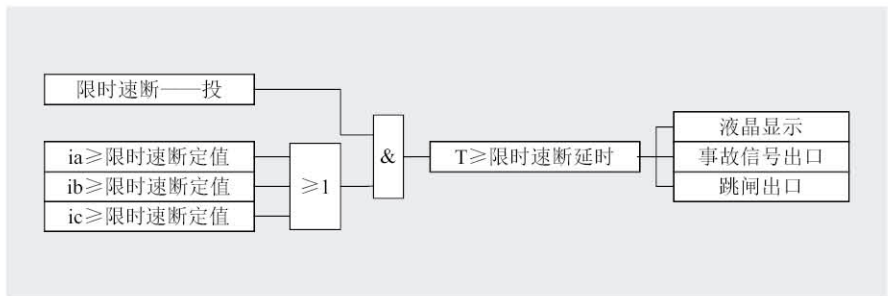 限时速断——投
ia≥限时速断定值
ib≥限时速断定值
ic≥限时速断定值
≥1
&
T≥限时速断延时
液晶显示
事故信号出口
跳闸出口